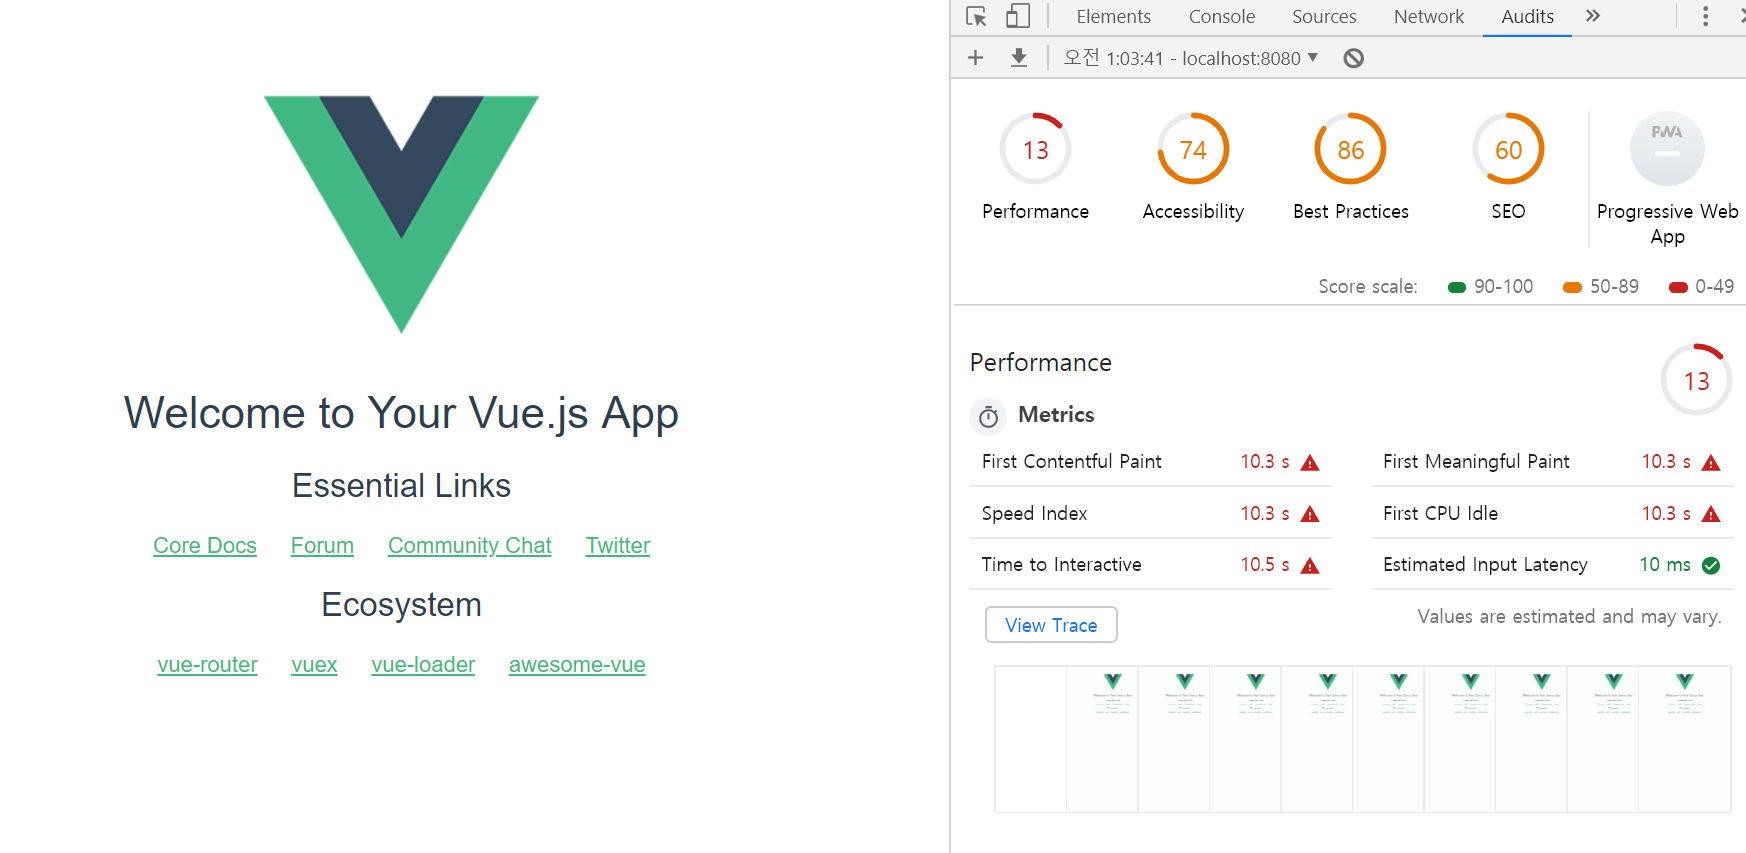 Welcome to Your Vue.js App
Essential Links
Core Docs Forum Community Chat Twitter
Ecosystem
vue-router vuex vue-loader awesome-vue
Elements Console Sources Network Audits »
오전 1:03:41 - localhost:8080 ▼
13 74 86 60 PWA
Performance Accessibility Best Practices SEO Progressive Web
App
Score scale: 90-100 50-89 0-49
Performance 13
Metrics
First Contentful Paint 10.3 s First Meaningful Paint 10.3 s
Speed Index 10.3 s First CPU Idle 10.3 s
Time to Interactive 10.5 s Estimated Input Latency 10 ms
View Trace Values are estimated and may vary.